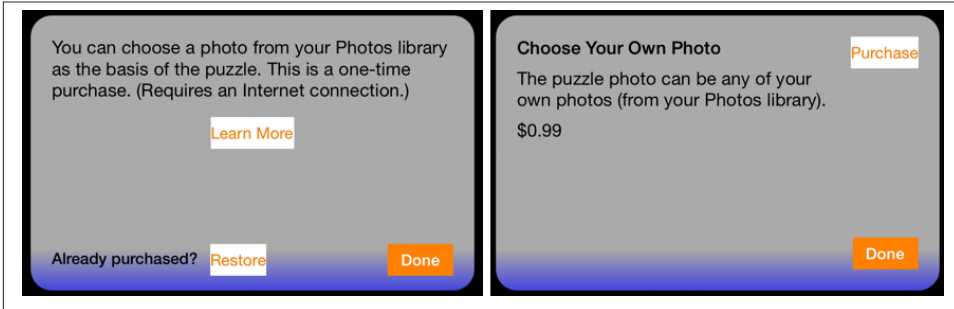 You can choose a photo from your Photos library
as the basis of the puzzle. This is a one-time
purchase. (Requires an Internet connection.)
Learn More
Already purchased? Restore Done
Choose Your Own Photo
Purchase
The puzzle photo can be any of your
own photos (from your Photos library).
$0.99
Done